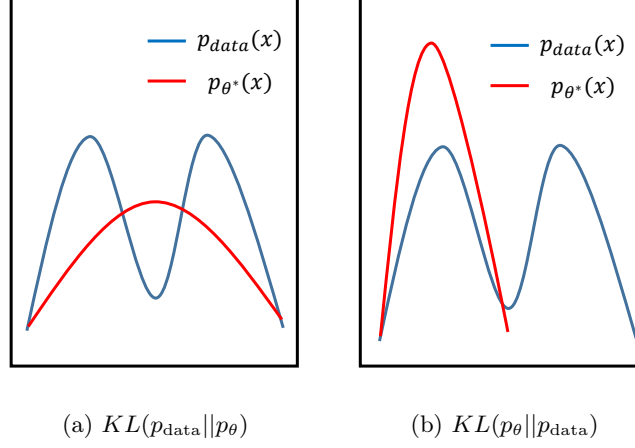 p_data(x)
p_θ*(x)
p_data(x)
p_θ*(x)
(a) KL(p_data||p_θ)
(b) KL(p_θ||p_data)